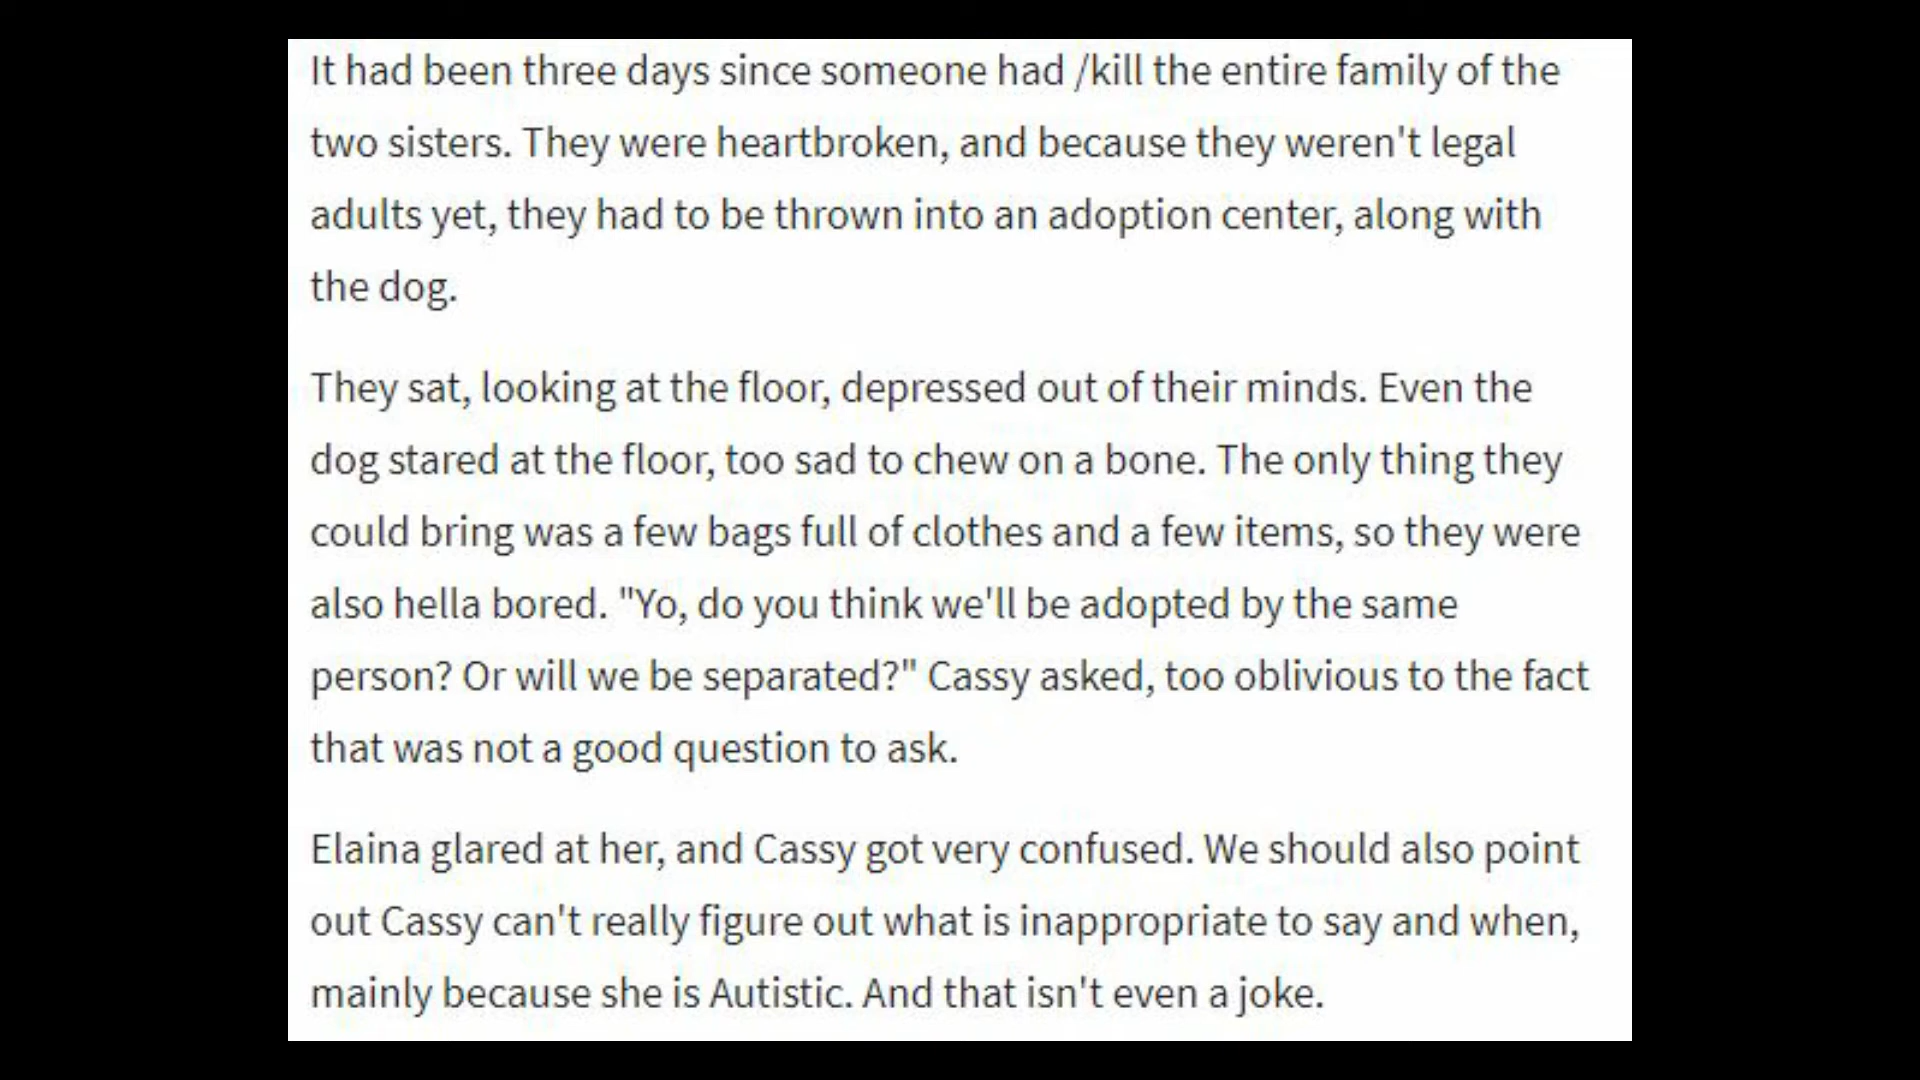 It had been three days since someone had /kill the entire family of the
two sisters. They were heartbroken, and because they weren't legal
adults yet, they had to be thrown into an adoption center, along with
the dog.
They sat, looking at the floor, depressed out of their minds. Even the
dog stared at the floor, too sad to chew on a bone. The only thing they
could bring was a few bags full of clothes and a few items, so they were
also hella bored. "Yo, do you think we'll be adopted by the same
person? Or will we be separated?" Cassy asked, too oblivious to the fact
that was not a good question to ask.
Elaina glared at her, and Cassy got very confused. We should also point
out Cassy can't really figure out what is inappropriate to say and when,
mainly because she is Autistic. And that isn't even a joke.